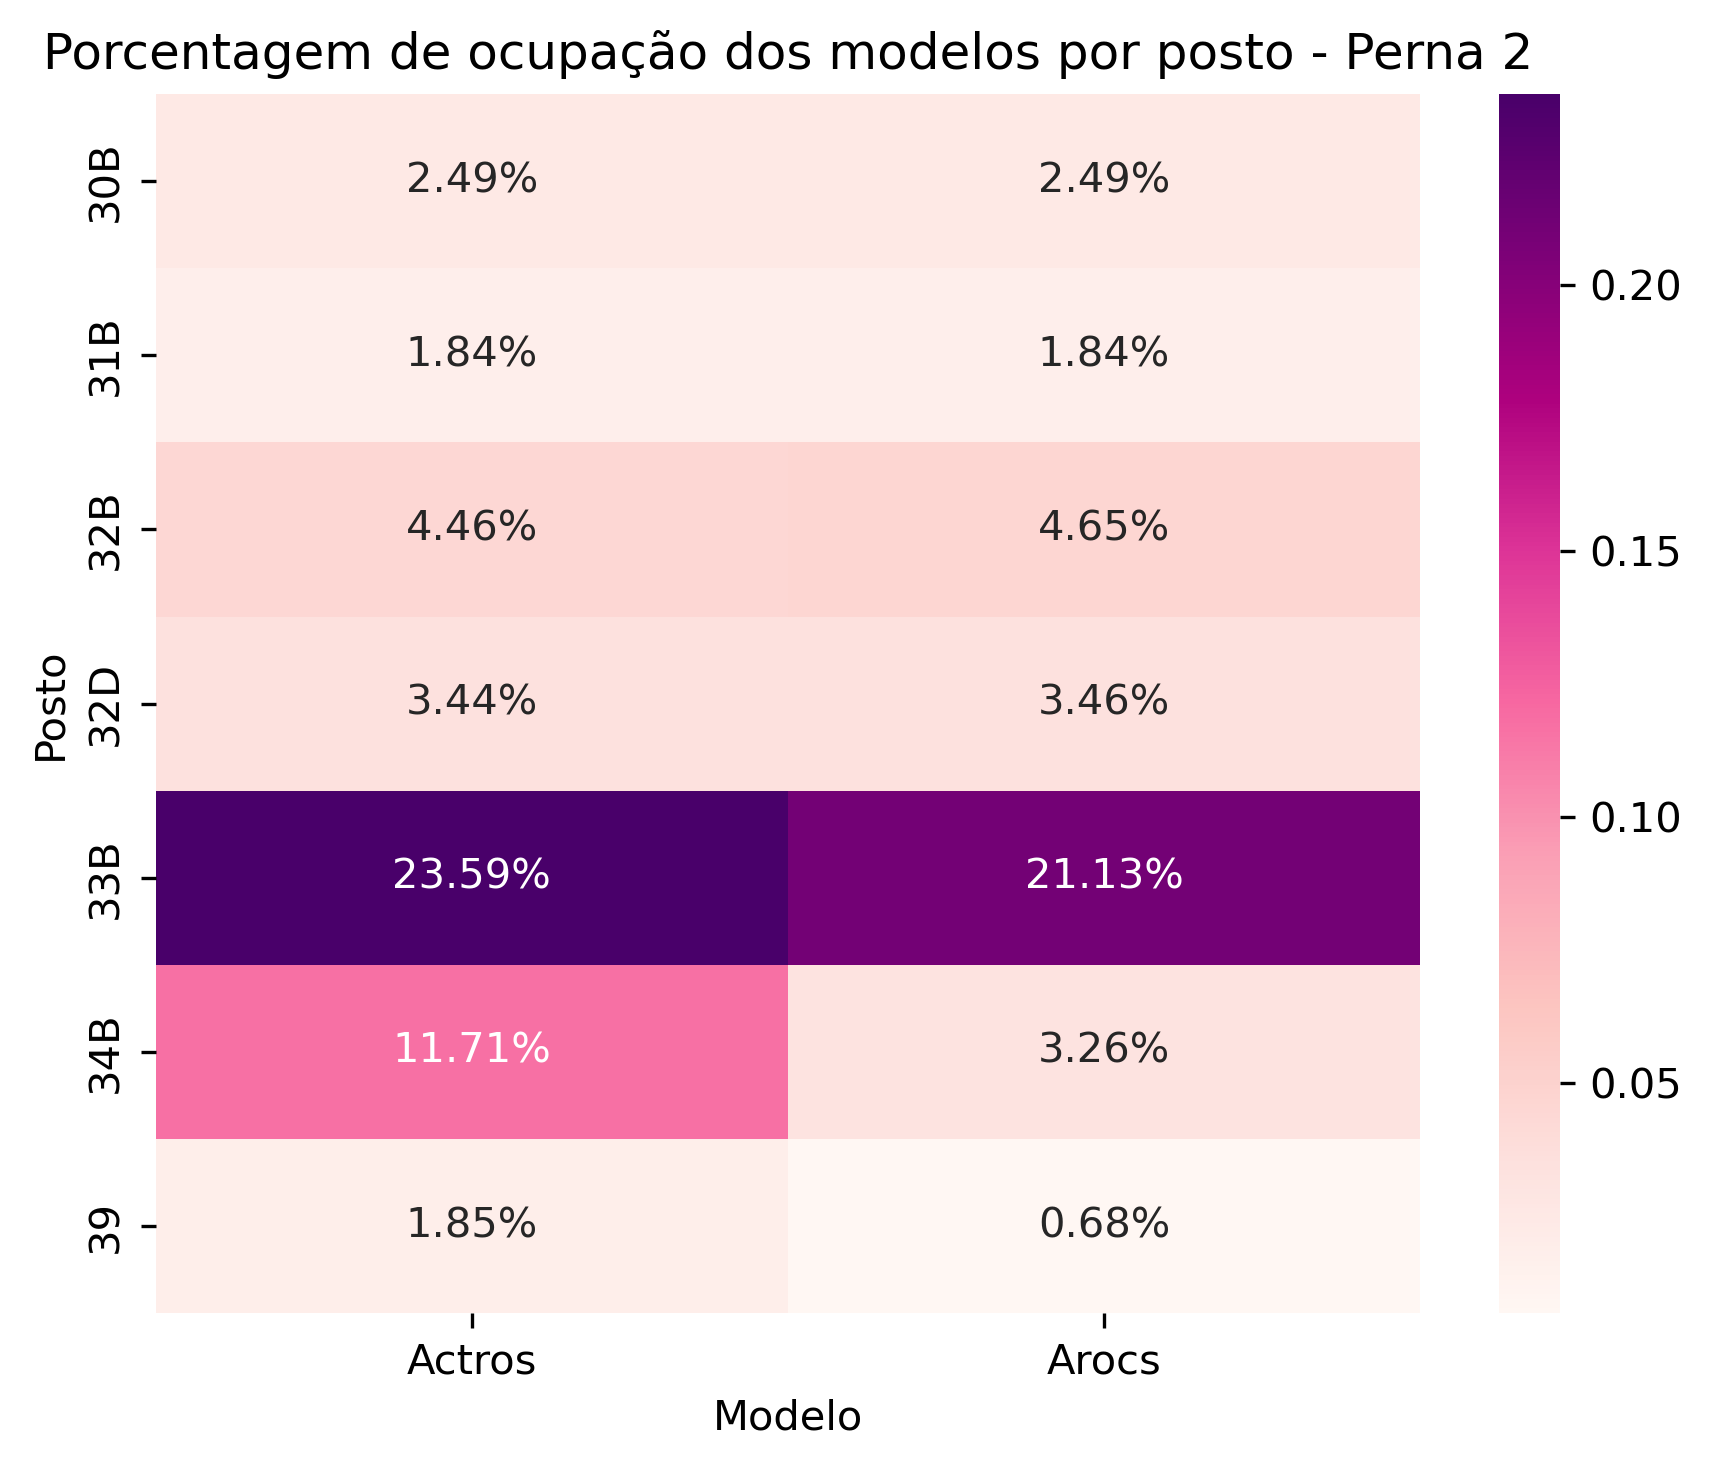 Porcentagem de ocupação dos modelos por posto - Perna 2
Posto
30B 2.49% 2.49%
31B 1.84% 1.84%
32B 4.46% 4.65%
32D 3.44% 3.46%
33B 23.59% 21.13%
34B 11.71% 3.26%
39 1.85% 0.68%
Actros Arocs
Modelo
0.20
0.15
0.10
0.05